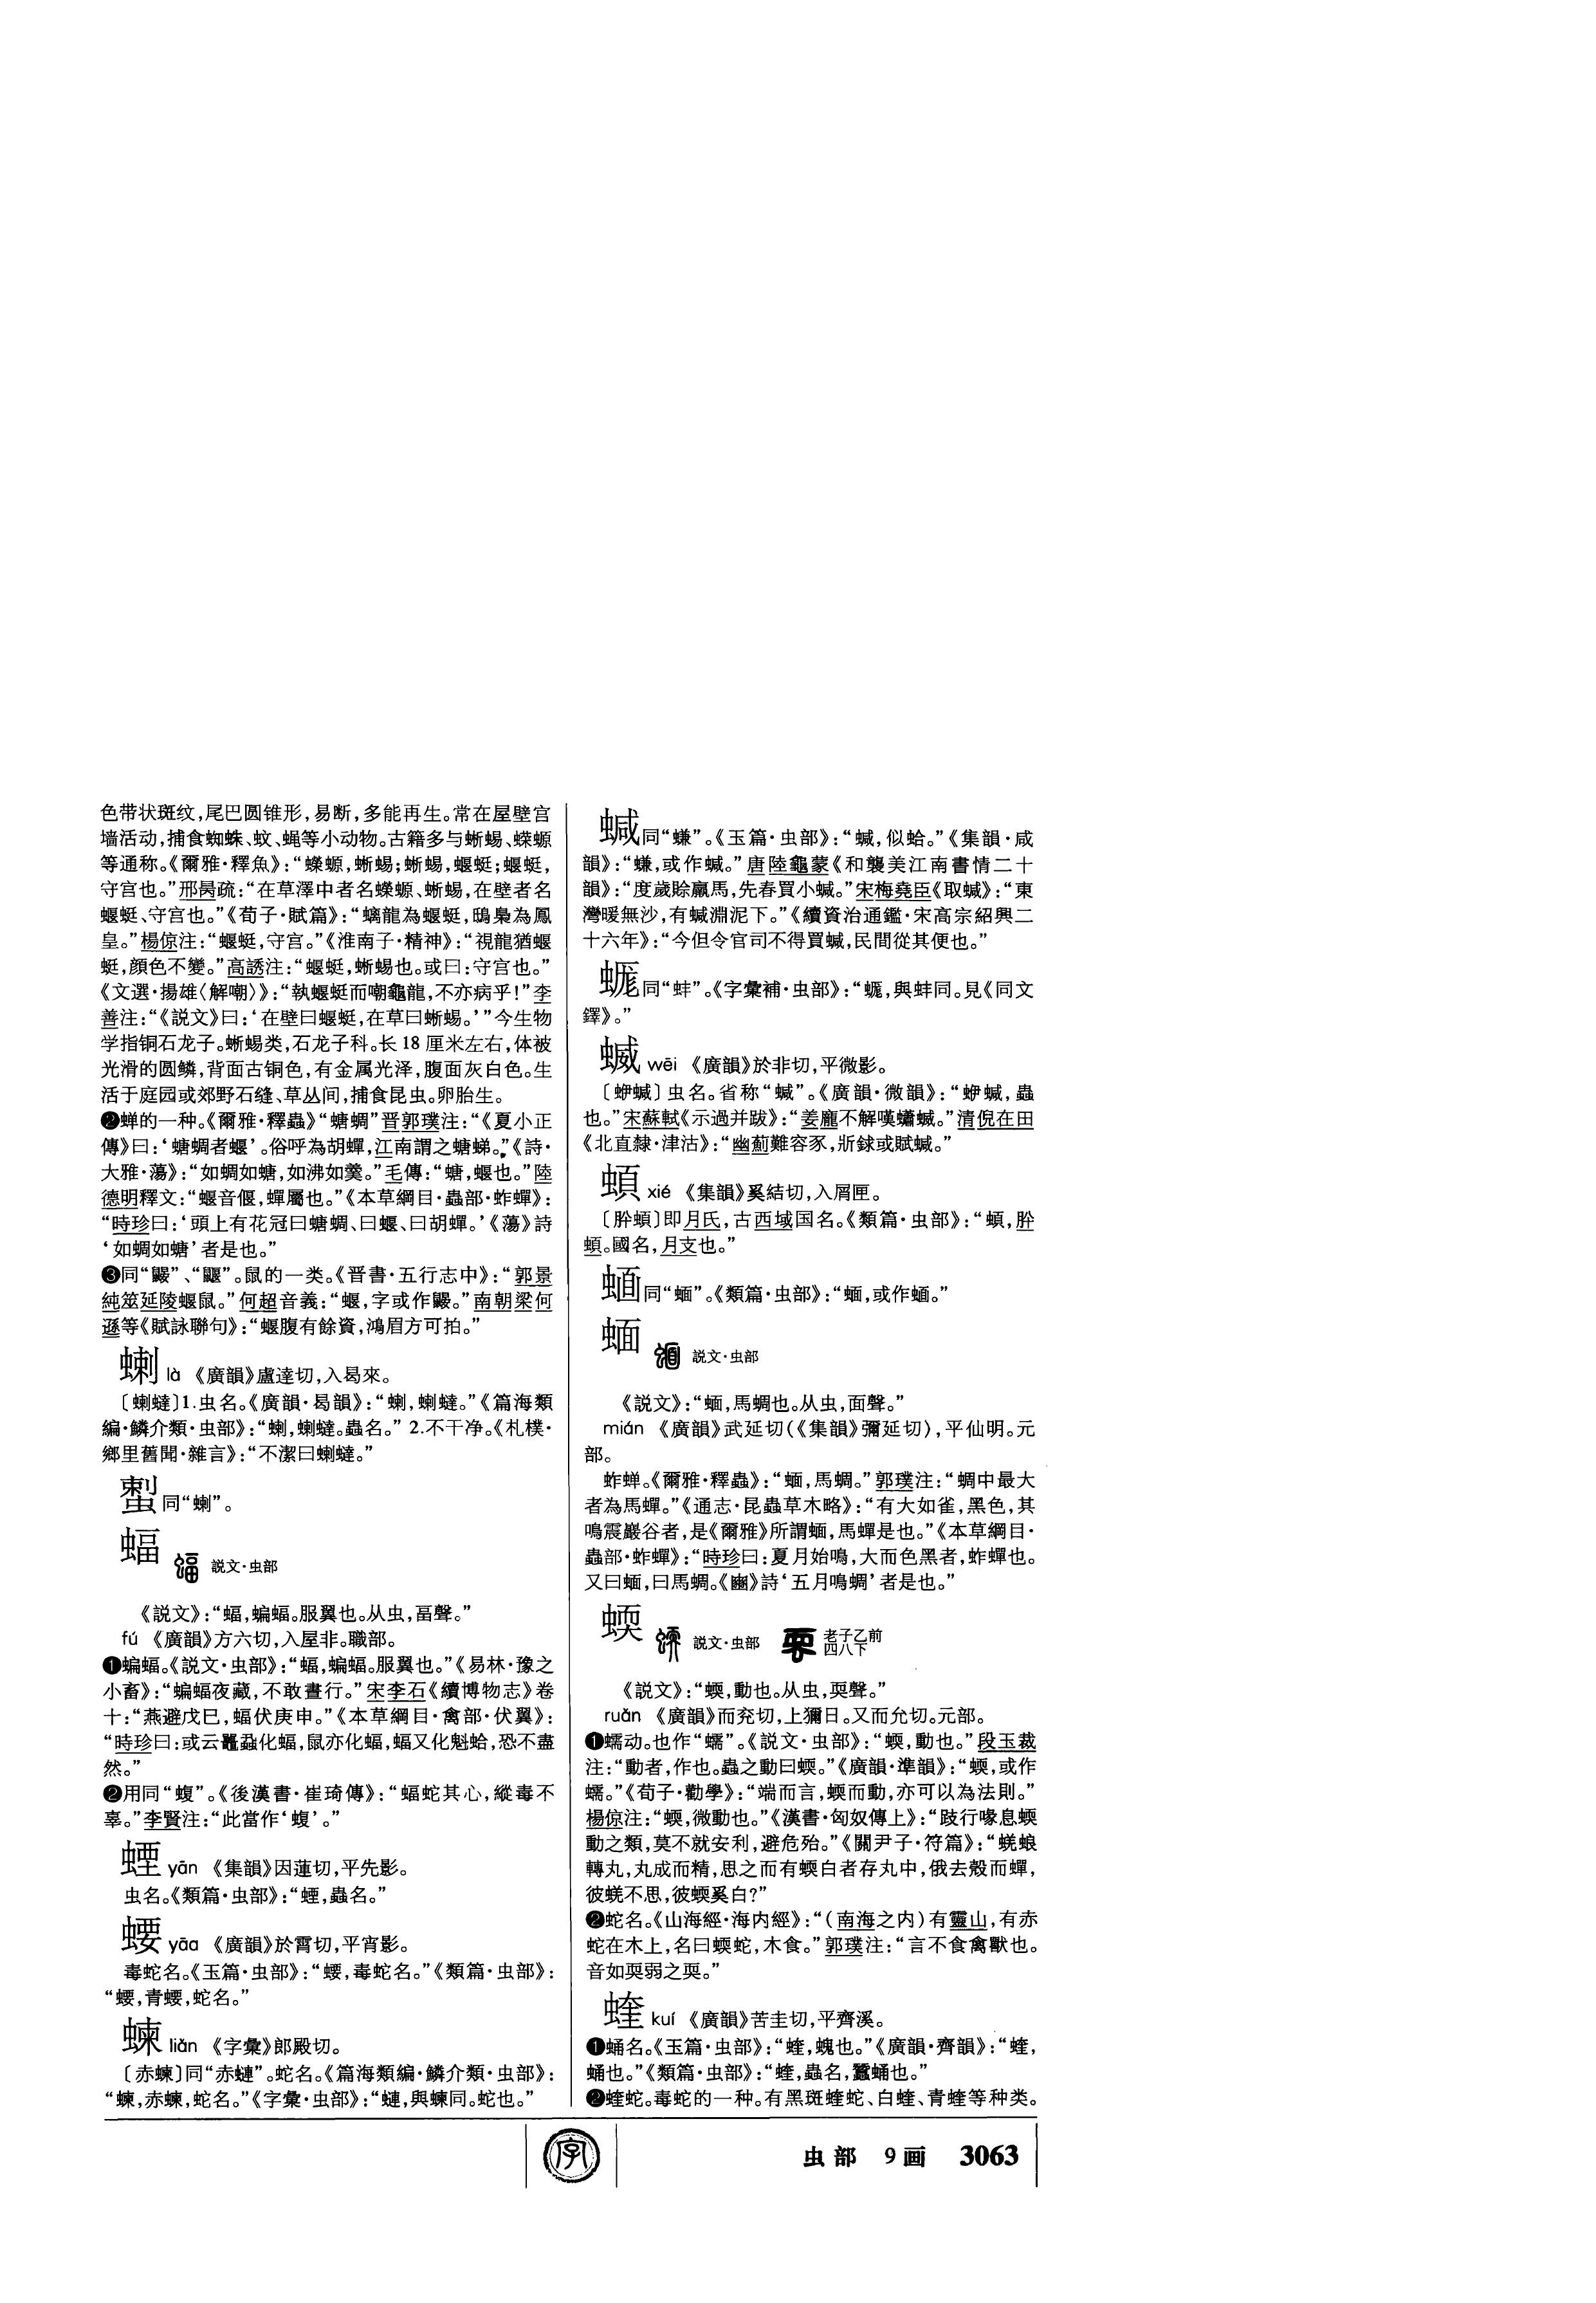 色带状斑纹,尾巴圆锥形,易断,多能再生。常在屋壁宫
墙活动,捕食蜘蛛、蚊、蝇等小动物。古籍多与蜥蜴、蠑螈
等通称。《爾雅·釋魚》:“蠑螈,蜥蜴;蜥蜴,蝘蜓;蝘蜓,
守宫也。”邢昺疏:“在草澤中者名蠑螈、蜥蜴,在壁者名
蝘蜓、守宫也。”《荀子·賦篇》:“螭龍為蝘蜓,鴟梟為鳳
皇。”楊倞注:“蝘蜓,守宫。”《淮南子·精神》:“視龍猶蝘
蜓,顔色不變。”高誘注:“蝘蜓,蜥蜴也。或曰:守宫也。”
《文選·揚雄〈解嘲〉》:“執蝘蜓而嘲龜龍,不亦病乎!”李
善注:“《説文》曰:‘在壁曰蝘蜓,在草曰蜥蜴。’”今生物
学指铜石龙子。蜥蜴类,石龙子科。长 18 厘米左右,体被
光滑的圆鳞,背面古铜色,有金属光泽,腹面灰白色。生
活于庭园或郊野石缝、草丛间,捕食昆虫。卵胎生。
❷蝉的一种。《爾雅·釋蟲》“螗蜩”晋郭璞注:“《夏小正
傳》曰:‘螗蜩者蝘’。俗呼為胡蟬,江南謂之螗蛦。”《詩·
大雅·蕩》:“如蜩如螗,如沸如羹。”毛傳:“螗,蝘也。”陸
德明釋文:“蝘音偃,蟬屬也。”《本草綱目·蟲部·蚱蟬》:
“時珍曰:‘頭上有花冠曰螗蜩、曰蝘、曰胡蟬。’《蕩》詩
‘如蜩如螗’者是也。”
❸同“鼹”、“鼴”。鼠的一类。《晋書·五行志中》:“郭景
純筮延陵蝘鼠。”何超音義:“蝘,字或作鼹。”南朝梁何
遜等《賦詠聯句》:“蝘腹有餘資,鴻眉方可拍。”
蝲 là 《廣韻》盧達切,入曷來。
〔蝲蟽〕1.虫名。《廣韻·曷韻》:“蝲,蝲蟽。”《篇海類
編·鱗介類·虫部》:“蝲,蝲蟽。蟲名。” 2.不干净。《札樸·
鄉里舊聞·雜言》:“不潔曰蝲蟽。”
同“蝲”。
蝠 説文·虫部
《説文》:“蝠,蝙蝠。服翼也。从虫,畐聲。”
fú 《廣韻》方六切,入屋非。職部。
❶蝙蝠。《説文·虫部》:“蝠,蝙蝠。服翼也。”《易林·豫之
小畜》:“蝙蝠夜藏,不敢晝行。”宋李石《續博物志》卷
十:“燕避戊巳,蝠伏庚申。”《本草綱目·禽部·伏翼》:
“時珍曰:或云鼍蝨化蝠,鼠亦化蝠,蝠又化魁蛤,恐不盡
然。”
❷用同“蝮”。《後漢書·崔琦傳》:“蝠蛇其心,縱毒不
辜。”李賢注:“此當作‘蝮’。”
蝁 yān 《集韻》因蓮切,平先影。
虫名。《類篇·虫部》:“蝁,蟲名。”
蝘 yāo 《廣韻》於霄切,平宵影。
毒蛇名。《玉篇·虫部》:“䙅,毒蛇名。”《類篇·虫部》:
“青,蛇名。”
蝀 liǎn 《字彙》郎殿切。
〔赤蝀〕同“赤蠊”。蛇名。《篇海類編·鱗介類·虫部》:
“赤,蛇名。”《字彙·虫部》:“與同。蛇也。”
䗁同“蠊”。《玉篇·虫部》:“䗁,似蛤。”《集韻·咸
韻》:“或作䗁。”唐陸龜蒙《和襲美江南書情二十
韻》:“度歲賒羸馬,先春買小䗁。”宋梅堯臣《取䗁》:“東
灣暖無沙,有䗁淵泥下。”《續資治通鑑·宋高宗紹興二
十六年》:“今但令官司不得買䗁,民間從其便也。”
同“蚌”。《字彙補·虫部》:“與蚌同。見《同文
鐸》。”
蝛 wēi 《廣韻》於非切,平微影。
〔蛜蝛〕虫名。省称“蝛”。《廣韻·微韻》:“蛜蝛,蟲
也。”宋蘇軾《示過并跋》:“姜龐不解嘆蠨蝛。”清倪在田
《北直隸·津沽》:“幽薊難容豕,斨銶或賦蝛。”
xié 《集韻》奚結切,入屑匣。
即月氏,古西域国名。《類篇·虫部》:
國名,月支也。”
同“蝒”。《類篇·虫部》:“蝒,或作
蝒 説文·虫部
《説文》:“蝒,馬蜩也。从虫,面聲。”
mián 《廣韻》武延切(《集韻》彌延切),平仙明。元
部。
蚱蝉。《爾雅·釋蟲》:“蝒,馬蜩。”郭璞注:“蜩中最大
者為馬蟬。”《通志·昆蟲草木略》:“有大如雀,黑色,其
鳴震巖谷者,是《爾雅》所謂蝒,馬蟬是也。”《本草綱目·
蟲部·蚱蟬》:“時珍曰:夏月始鳴,大而色黑者,蚱蟬也。
又曰蝒,曰馬蜩。《豳》詩‘五月鳴蜩’者是也。”
蝡 説文·虫部 老子乙前四八下
《説文》:“蝡,動也。从虫,耎聲。”
ruǎn 《廣韻》而兖切,上獮日。又而允切。元部。
❶蠕动。也作“蠕”。《説文·虫部》:“蝡,動也。”段玉裁
注:“動者,作也。蟲之動曰蝡。”《廣韻·準韻》:“蝡,或作
蠕。”《荀子·勸學》:“端而言,蝡而動,亦可以為法則。”
楊倞注:“蝡,微動也。”《漢書·匈奴傳上》:“跂行喙息蝡
動之類,莫不就安利,避危殆。”《關尹子·符篇》:“蜣蜋
轉丸,丸成而精,思之而有蝡白者存丸中,俄去殼而蟬,
彼蜣不思,彼蝡奚白?”
❷蛇名。《山海經·海内經》:“(南海之内)有靈山,有赤
蛇在木上,名曰蝡蛇,木食。”郭璞注:“言不食禽獸也。
音如耎弱之耎。”
蝰 kuí 《廣韻》苦圭切,平齊溪。
❶蛹名。《玉篇·虫部》:“蝰,螝也。”《廣韻·齊韻》:“蝰,
蛹也。”《類篇·虫部》:“蝰,蟲名,蠶蛹也。”
❷蝰蛇。毒蛇的一种。有黑斑蝰蛇、白蝰、青蝰等种类。
字
虫部 9画 3063